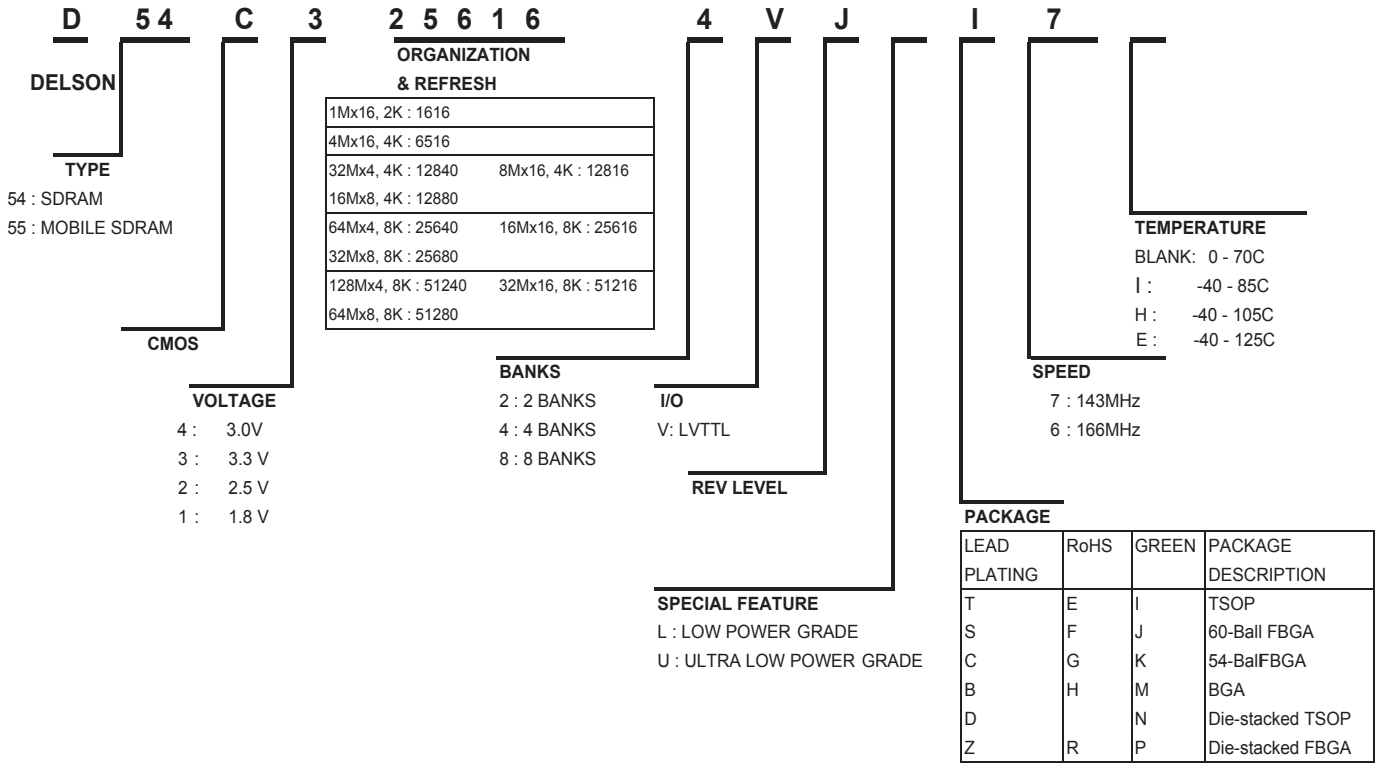 D 54 C 3 2 5 6 1 6 4 V J I 7
DELSON
ORGANIZATION
& REFRESH
1Mx16, 2K : 1616
4Mx16, 4K : 6516
32Mx4, 4K : 12840 8Mx16, 4K : 12816
16Mx8, 4K : 12880
64Mx4, 8K : 25640 16Mx16, 8K : 25616
32Mx8, 8K : 25680
128Mx4, 8K : 51240 32Mx16, 8K : 51216
64Mx8, 8K : 51280
TYPE
54 : SDRAM
55 : MOBILE SDRAM
CMOS
VOLTAGE
4 : 3.0V
3 : 3.3 V
2 : 2.5 V
1 : 1.8 V
BANKS
2 : 2 BANKS
4 : 4 BANKS
8 : 8 BANKS
I/O
V: LVTTL
REV LEVEL
SPECIAL FEATURE
L : LOW POWER GRADE
U : ULTRA LOW POWER GRADE
TEMPERATURE
BLANK: 0 - 70C
I : -40 - 85C
H : -40 - 105C
E : -40 - 125C
SPEED
7 : 143MHz
6 : 166MHz
PACKAGE
LEAD RoHS GREEN PACKAGE
PLATING DESCRIPTION
T E I TSOP
S F J 60-Ball FBGA
C G K 54-BallFBGA
B H M BGA
D N Die-stacked TSOP
Z R P Die-stacked FBGA